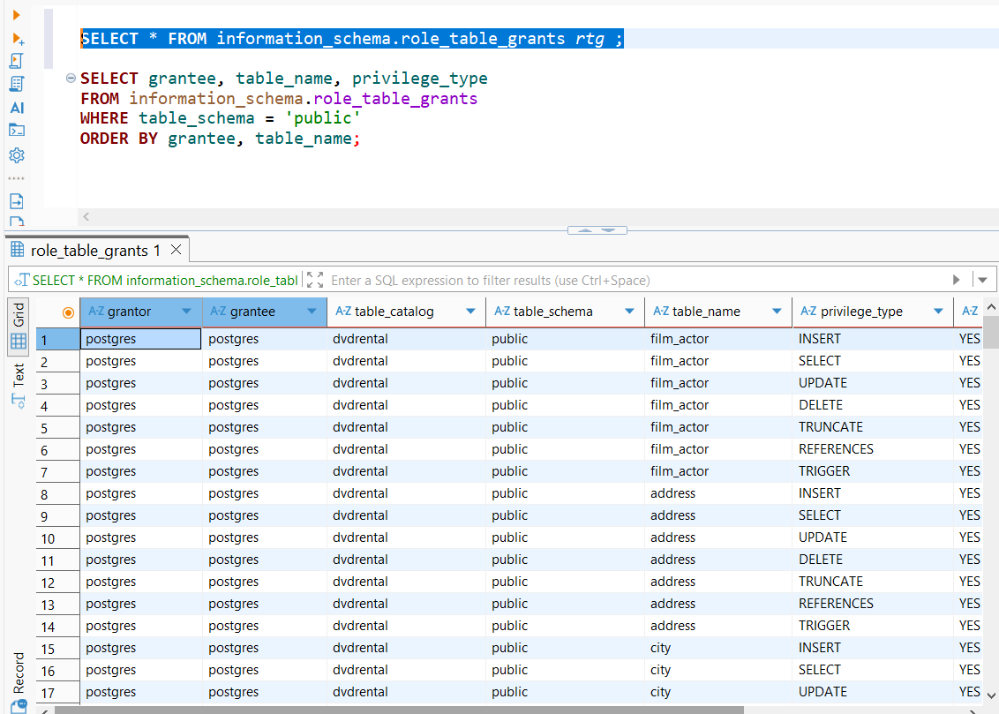 SELECT * FROM information_schema.role_table_grants rtg ;
SELECT grantee, table_name, privilege_type
FROM information_schema.role_table_grants
WHERE table_schema = 'public'
ORDER BY grantee, table_name;
AI
role_table_grants 1
SELECT * FROM information_schema.role_tabl Enter a SQL expression to filter results (use Ctrl+Space)
Grid
Text
Record
A-Z grantor A-Z grantee A-Z table_catalog A-Z table_schema A-Z table_name A-Z privilege_type A-Z
1 postgres postgres dvdrental public film_actor INSERT YES
2 postgres postgres dvdrental public film_actor SELECT YES
3 postgres postgres dvdrental public film_actor UPDATE YES
4 postgres postgres dvdrental public film_actor DELETE YES
5 postgres postgres dvdrental public film_actor TRUNCATE YES
6 postgres postgres dvdrental public film_actor REFERENCES YES
7 postgres postgres dvdrental public film_actor TRIGGER YES
8 postgres postgres dvdrental public address INSERT YES
9 postgres postgres dvdrental public address SELECT YES
10 postgres postgres dvdrental public address UPDATE YES
11 postgres postgres dvdrental public address DELETE YES
12 postgres postgres dvdrental public address TRUNCATE YES
13 postgres postgres dvdrental public address REFERENCES YES
14 postgres postgres dvdrental public address TRIGGER YES
15 postgres postgres dvdrental public city INSERT YES
16 postgres postgres dvdrental public city SELECT YES
17 postgres postgres dvdrental public city UPDATE YES